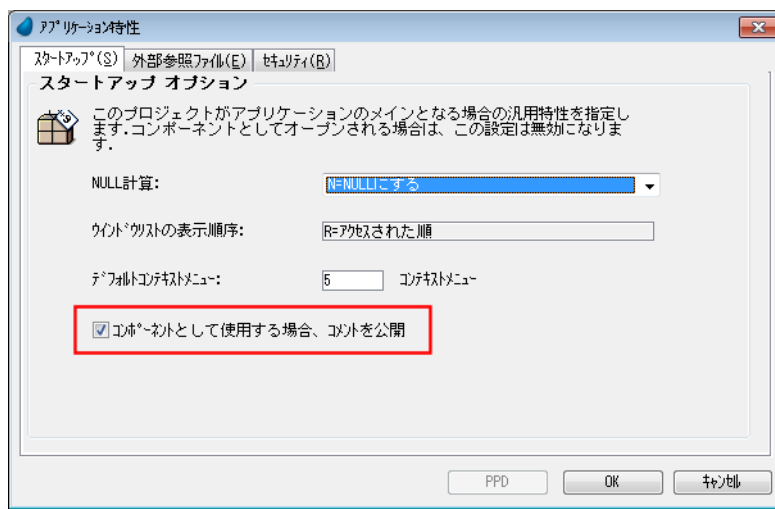 ｱﾌﾟﾘｹｰｼｮﾝ特性
ｽﾀｰﾄｱｯﾌﾟ(S) 外部参照ﾌｧｲﾙ(E) ｾｷｭﾘﾃｨ(R)
スタートアップ オプション
このプロジェクトがアプリケーションのメインとなる場合の汎用特性を指定し
ます.コンポーネントとしてオープンされる場合は、この設定は無効になりま
す.
NULL計算: N=NULLにする
ｳｲﾝﾄﾞｳﾘｽﾄの表示順序: R=ｱｸｾｽされた順
ﾃﾞﾌｫﾙﾄｺﾝﾃｷｽﾄﾒﾆｭｰ: 5 ｺﾝﾃｷｽﾄﾒﾆｭｰ
ｺﾝﾎﾟｰﾈﾝﾄとして使用する場合、ｺﾒﾝﾄを公開
PPD OK ｷｬﾝｾﾙ